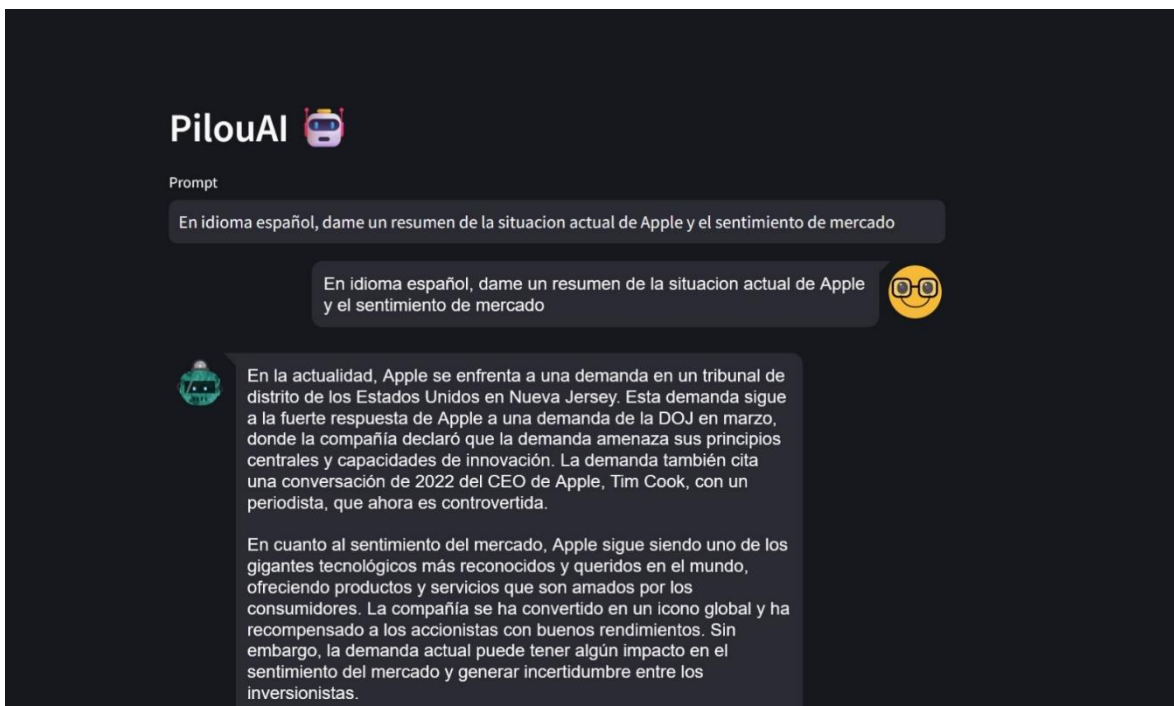 PilouAI
Prompt
En idioma español, dame un resumen de la situacion actual de Apple y el sentimiento de mercado
En idioma español, dame un resumen de la situacion actual de Apple
y el sentimiento de mercado
En la actualidad, Apple se enfrenta a una demanda en un tribunal de
distrito de los Estados Unidos en Nueva Jersey. Esta demanda sigue
a la fuerte respuesta de Apple a una demanda de la DOJ en marzo,
donde la compañía declaró que la demanda amenaza sus principios
centrales y capacidades de innovación. La demanda también cita
una conversación de 2022 del CEO de Apple, Tim Cook, con un
periodista, que ahora es controvertida.
En cuanto al sentimiento del mercado, Apple sigue siendo uno de los
gigantes tecnológicos más reconocidos y queridos en el mundo,
ofreciendo productos y servicios que son amados por los
consumidores. La compañía se ha convertido en un icono global y ha
recompensado a los accionistas con buenos rendimientos. Sin
embargo, la demanda actual puede tener algún impacto en el
sentimiento del mercado y generar incertidumbre entre los
inversionistas.